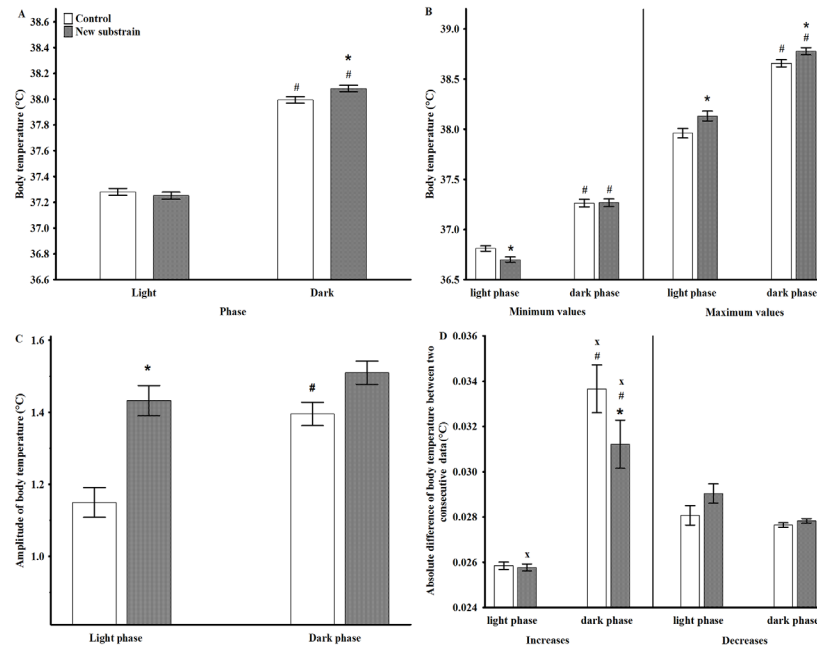 A
Control
New substrain
Body temperature (°C)
38.6
38.4
38.2
38.0
37.8
37.6
37.4
37.2
37.0
36.8
36.6
*
#
#
Light
Dark
Phase
B
Body temperature (°C)
39.0
38.5
38.0
37.5
37.0
36.5
*
#
#
*
#
#
*
light phase
dark phase
light phase
dark phase
Minimum values
Maximum values
C
Amplitude of body temperature (°C)
1.6
1.4
1.2
1.0
*
#
Light phase
Dark phase
D
Absolute difference of body temperature between two
consecutive data (°C)
0.036
0.034
0.032
0.030
0.028
0.026
0.024
x
#
x
#
*
x
light phase
dark phase
light phase
dark phase
Increases
Decreases